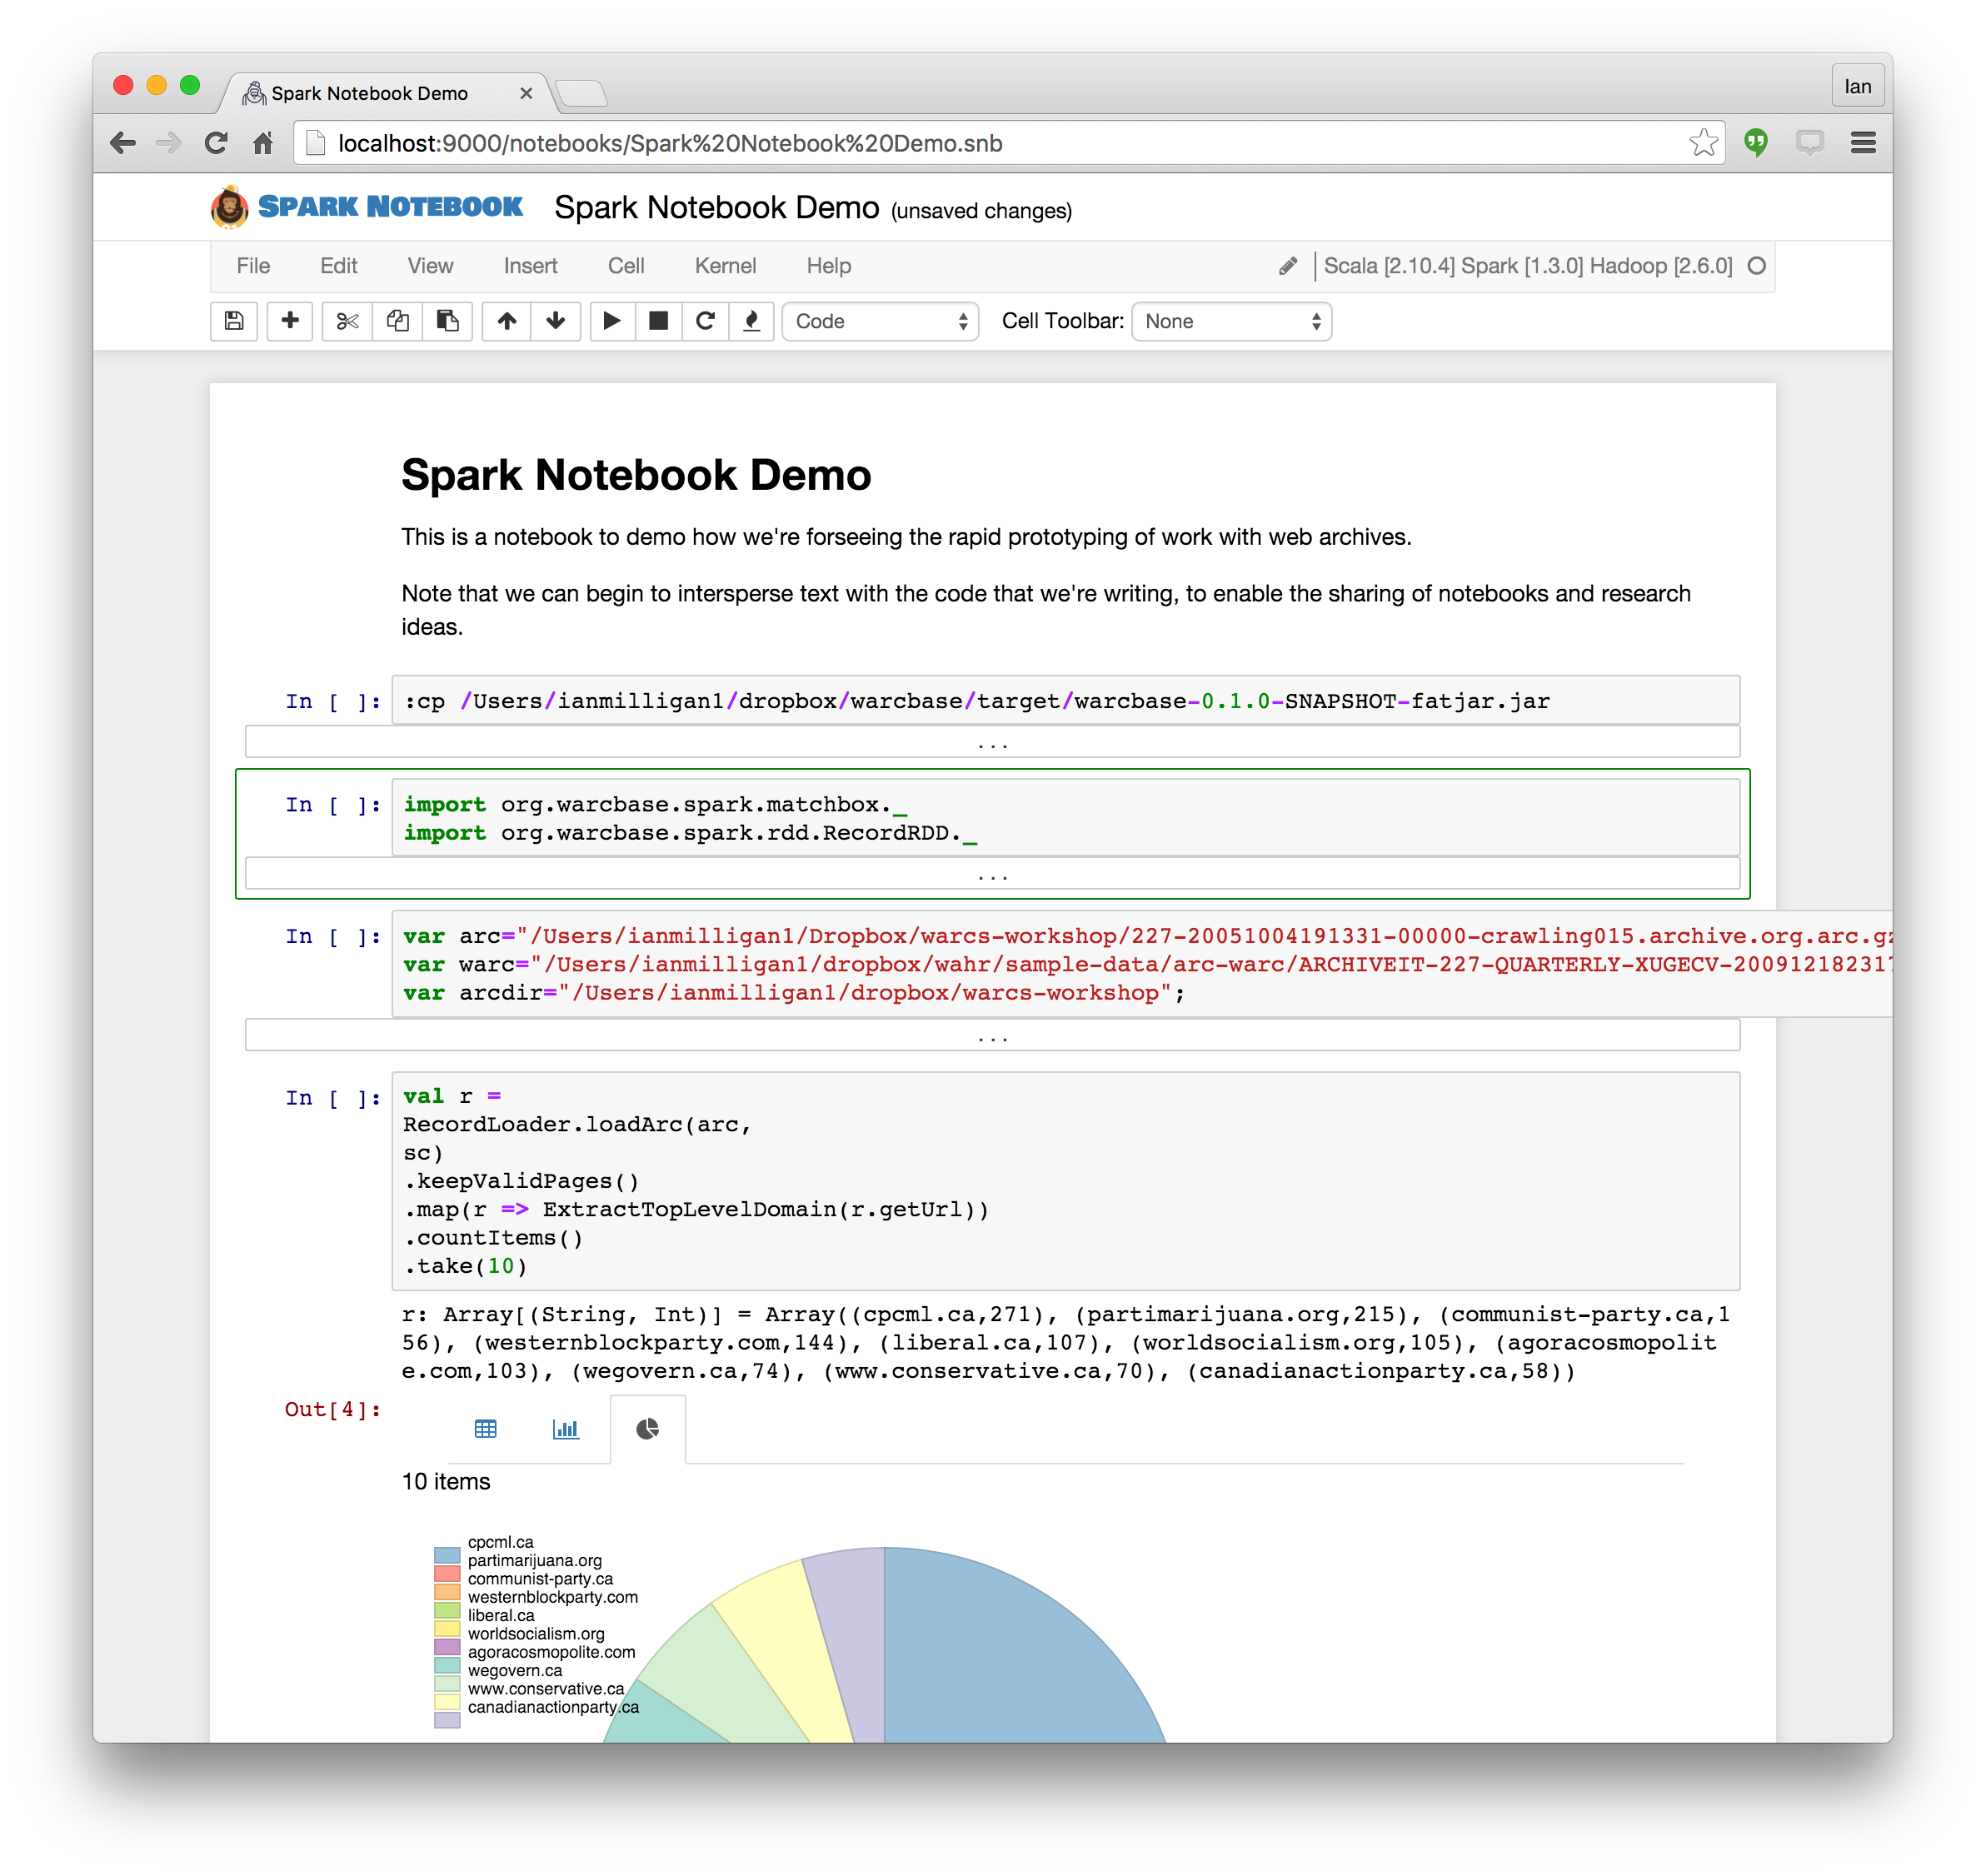 Spark Notebook Demo
Ian
localhost:9000/notebooks/Spark%20Notebook%20Demo.snb
SPARK NOTEBOOK Spark Notebook Demo (unsaved changes)
File Edit View Insert Cell Kernel Help Scala [2.10.4] Spark [1.3.0] Hadoop [2.6.0]
Code Cell Toolbar: None
Spark Notebook Demo
This is a notebook to demo how we're forseeing the rapid prototyping of work with web archives.
Note that we can begin to intersperse text with the code that we're writing, to enable the sharing of notebooks and research
ideas.
In [ ]: :cp /Users/ianmilligan1/dropbox/warcbase/target/warcbase-0.1.0-SNAPSHOT-fatjar.jar
...
In [ ]: import org.warcbase.spark.matchbox._
import org.warcbase.spark.rdd.RecordRDD._
...
In [ ]: var arc="/Users/ianmilligan1/Dropbox/warcs-workshop/227-20051004191331-00000-crawling015.archive.org.arc.gz
var warc="/Users/ianmilligan1/dropbox/wahr/sample-data/arc-warc/ARCHIVEIT-227-QUARTERLY-XUGECV-20091218231
var arcdir="/Users/ianmilligan1/dropbox/warcs-workshop";
...
In [ ]: val r =
RecordLoader.loadArc(arc,
sc)
.keepValidPages()
.map(r => ExtractTopLevelDomain(r.getUrl))
.countItems()
.take(10)
r: Array[(String, Int)] = Array((cpcml.ca,271), (partimarijuana.org,215), (communist-party.ca,1
56), (westernblockparty.com,144), (liberal.ca,107), (worldsocialism.org,105), (agoracosmopolit
e.com,103), (wegovern.ca,74), (www.conservative.ca,70), (canadianactionparty.ca,58))
Out[4]:
10 items
cpcml.ca
partimarijuana.org
communist-party.ca
westernblockparty.com
liberal.ca
worldsocialism.org
agoracosmopolite.com
wegovern.ca
www.conservative.ca
canadianactionparty.ca